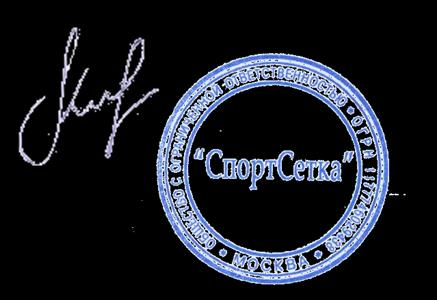 ОБЩЕСТВО С ОГРАНИЧЕННОЙ ОТВЕТСТВЕННОСТЬЮ * ОГРН
"СпортСетка"
* МОСКВА *